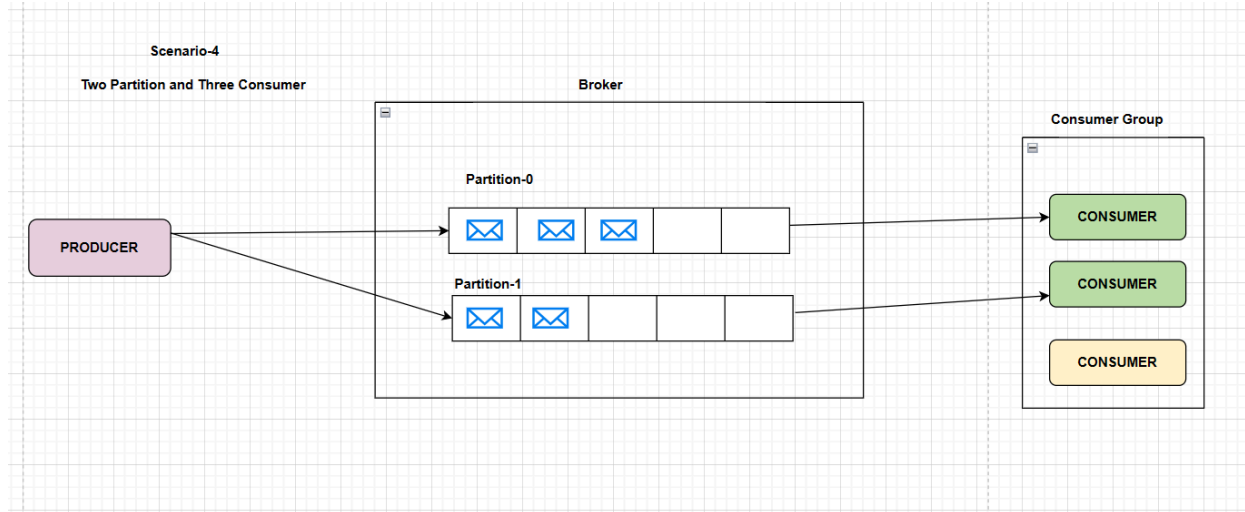 Scenario-4
Two Partition and Three Consumer
Broker
Consumer Group
Partition-0
PRODUCER
Partition-1
CONSUMER
CONSUMER
CONSUMER